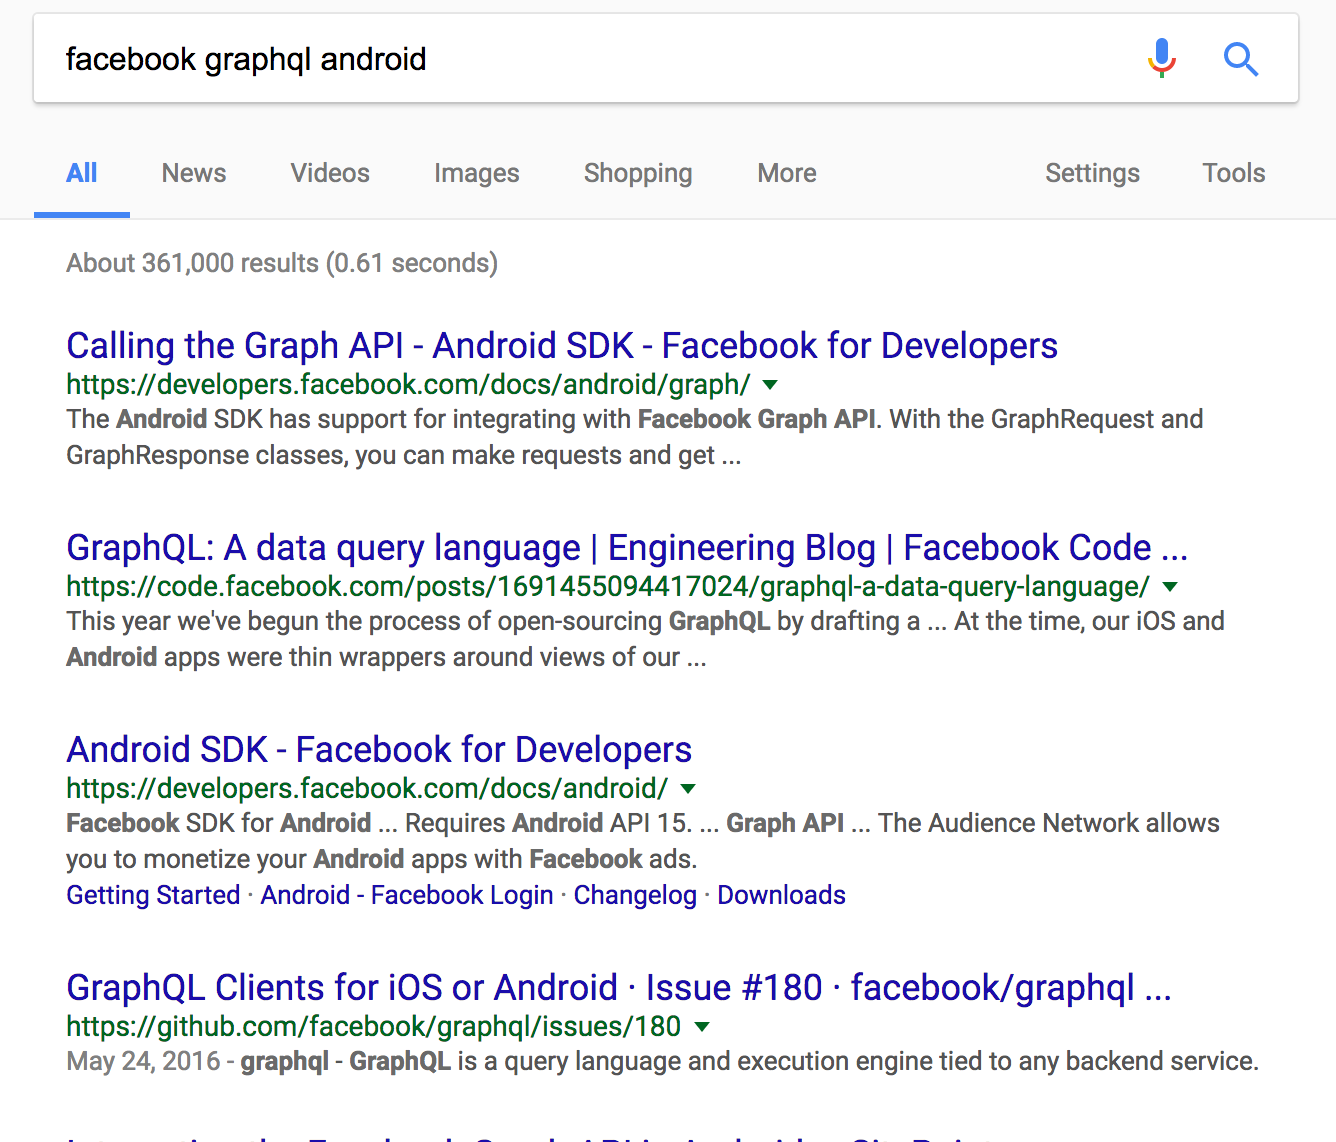 facebook graphql android
All News Videos Images Shopping More Settings Tools
About 361,000 results (0.61 seconds)
Calling the Graph API - Android SDK - Facebook for Developers
https://developers.facebook.com/docs/android/graph/
The Android SDK has support for integrating with Facebook Graph API. With the GraphRequest and
GraphResponse classes, you can make requests and get ...
GraphQL: A data query language | Engineering Blog | Facebook Code ...
https://code.facebook.com/posts/1691455094417024/graphql-a-data-query-language/
This year we've begun the process of open-sourcing GraphQL by drafting a ... At the time, our iOS and
Android apps were thin wrappers around views of our ...
Android SDK - Facebook for Developers
https://developers.facebook.com/docs/android/
Facebook SDK for Android ... Requires Android API 15. ... Graph API ... The Audience Network allows
you to monetize your Android apps with Facebook ads.
Getting Started · Android - Facebook Login · Changelog · Downloads
GraphQL Clients for iOS or Android · Issue #180 · facebook/graphql ...
https://github.com/facebook/graphql/issues/180
May 24, 2016 - graphql - GraphQL is a query language and execution engine tied to any backend service.